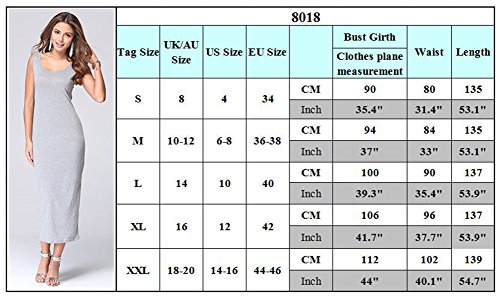 8018
Tag Size UK/AU Size US Size EU Size Bust Girth Clothes plane measurement Waist Length
S 8 4 34 CM 90 80 135
Inch 35.4" 31.4" 53.1"
M 10-12 6-8 36-38 CM 94 84 135
Inch 37" 33" 53.1"
L 14 10 40 CM 100 90 137
Inch 39.3" 35.4" 53.9"
XL 16 12 42 CM 106 96 137
Inch 41.7" 37.7" 53.9"
XXL 18-20 14-16 44-46 CM 112 102 139
Inch 44" 40.1" 54.7"